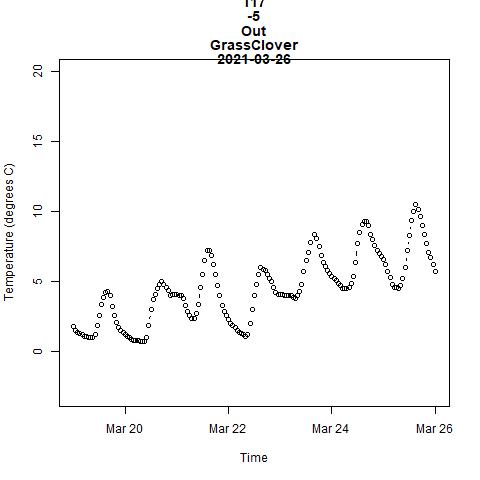 -5
Out
GrassClover
2021-03-26
Temperature (degrees C)
20
15
10
5
0
Mar 20
Mar 22
Mar 24
Mar 26
Time